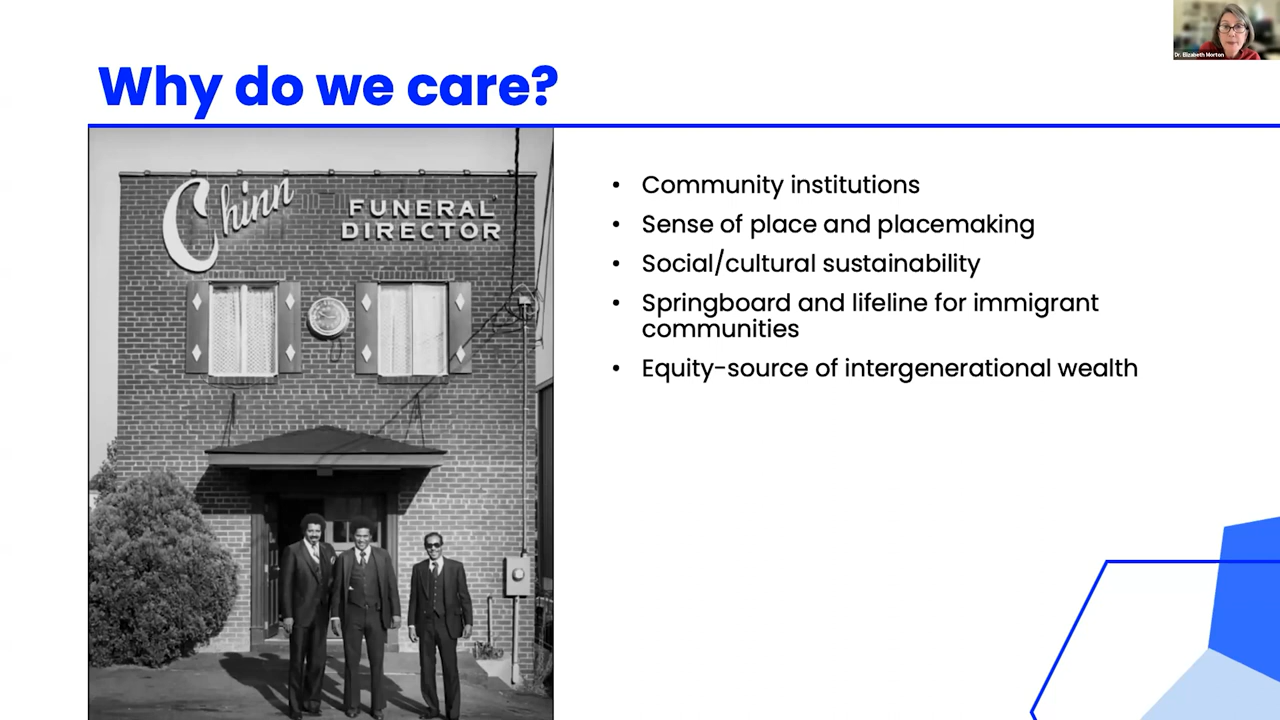 Dr. Elizabeth Morton
Why do we care?
Chinn
FUNERAL
DIRECTOR
• Community institutions
• Sense of place and placemaking
• Social/cultural sustainability
• Springboard and lifeline for immigrant
communities
• Equity-source of intergenerational wealth